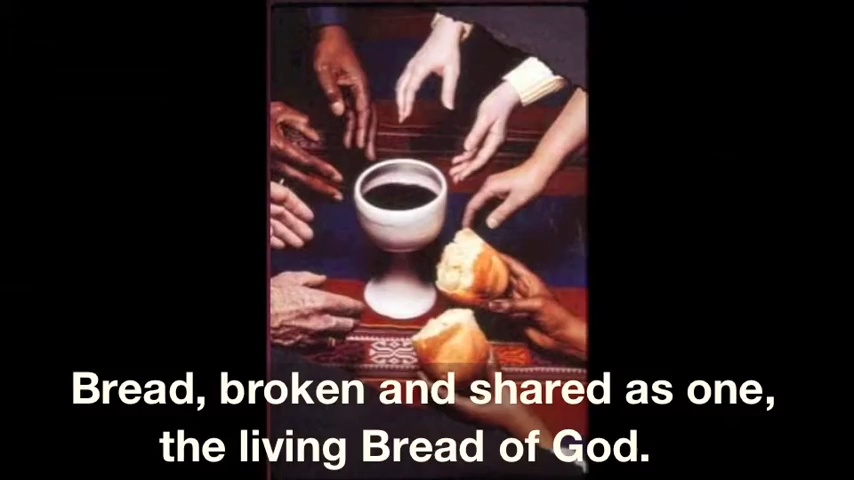 Bread, broken and shared as one,
the living Bread of God.